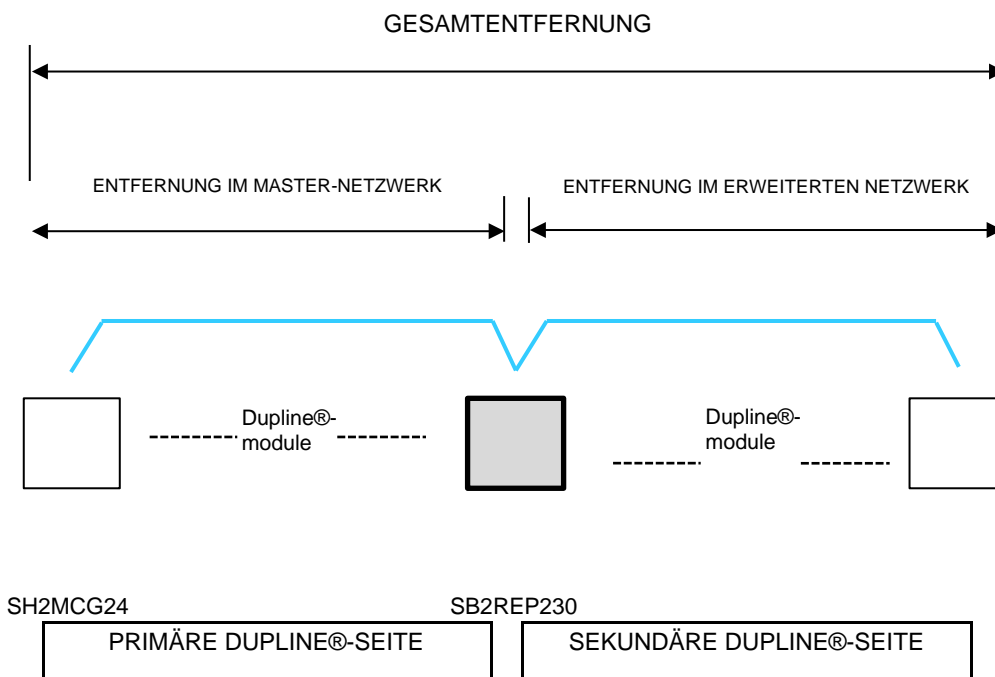 GESAMTENTFERNUNG
ENTFERNUNG IM MASTER-NETZWERK
ENTFERNUNG IM ERWEITERTEN NETZWERK
Dupline®-
module
Dupline®-
module
SH2MCG24
SB2REP230
PRIMÄRE DUPLINE®-SEITE
SEKUNDÄRE DUPLINE®-SEITE